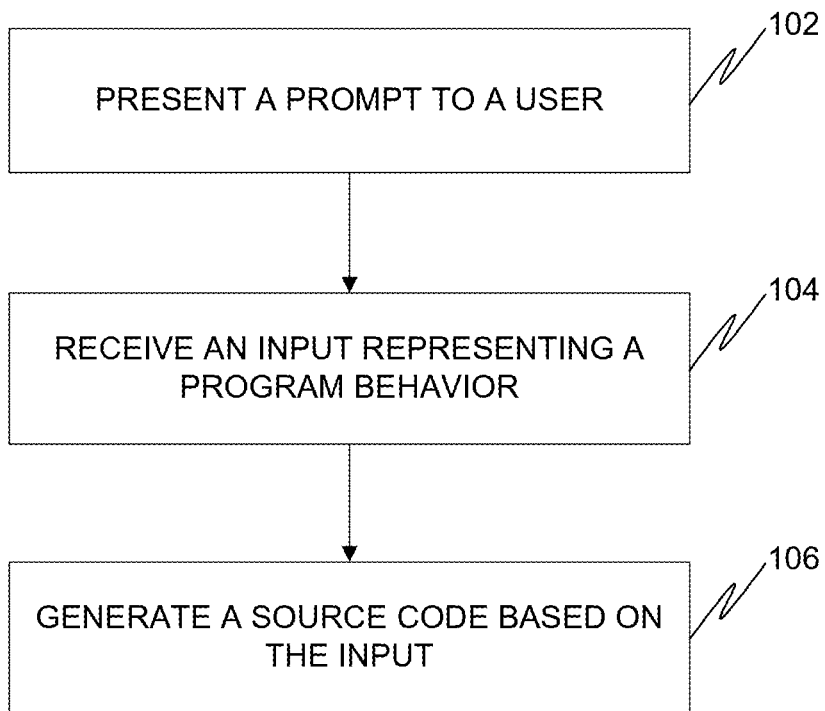 102
PRESENT A PROMPT TO A USER
104
RECEIVE AN INPUT REPRESENTING A
PROGRAM BEHAVIOR
106
GENERATE A SOURCE CODE BASED ON
THE INPUT